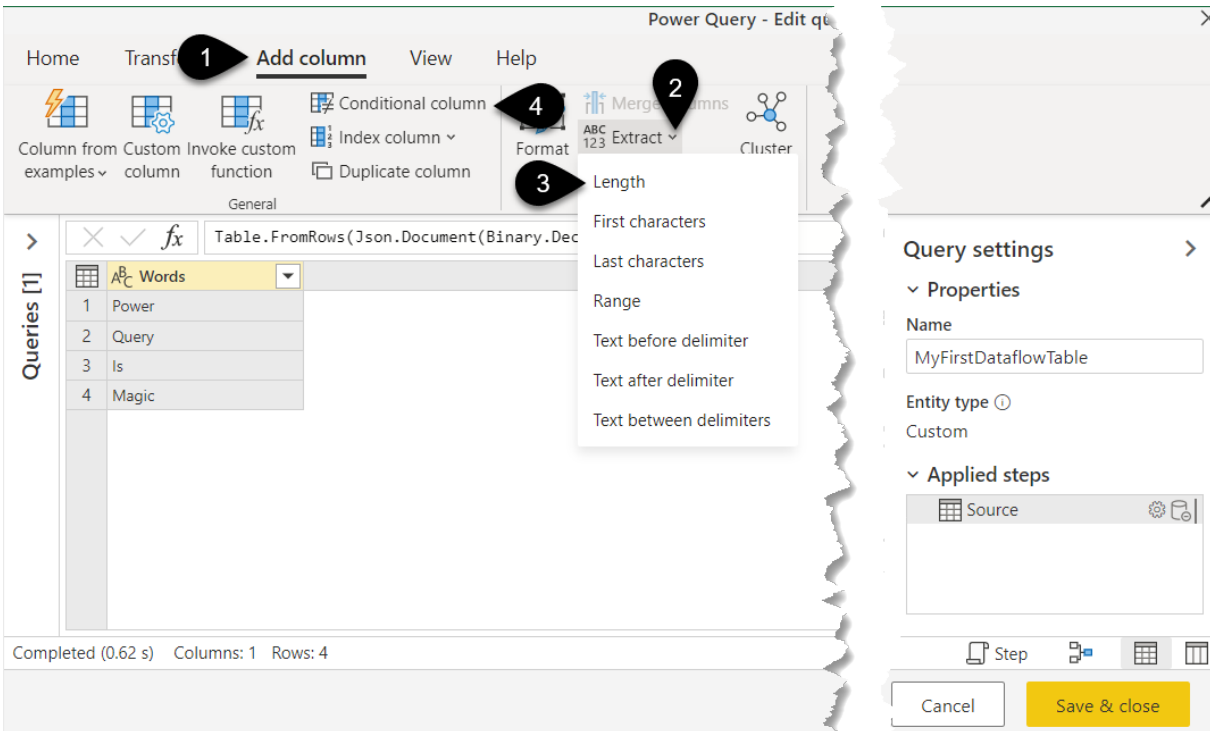 Power Query - Edit qu
Home Transf 1 Add column View Help
2
Conditional column 4 Merge columns
ABC
123 Extract
Index column
Column from examples
Custom column
Invoke custom function
fx
Format
Cluster
Duplicate column
General
3 Length
First characters
Last characters
Range
Text before delimiter
Text after delimiter
Text between delimiters
fx Table.FromRows(Json.Document(Binary.Dec
Queries [1]
ABC Words
1 Power
2 Query
3 Is
4 Magic
Completed (0.62 s) Columns: 1 Rows: 4
Query settings
Properties
Name
MyFirstDataflowTable
Entity type
Custom
Applied steps
Source
Step
Cancel Save & close